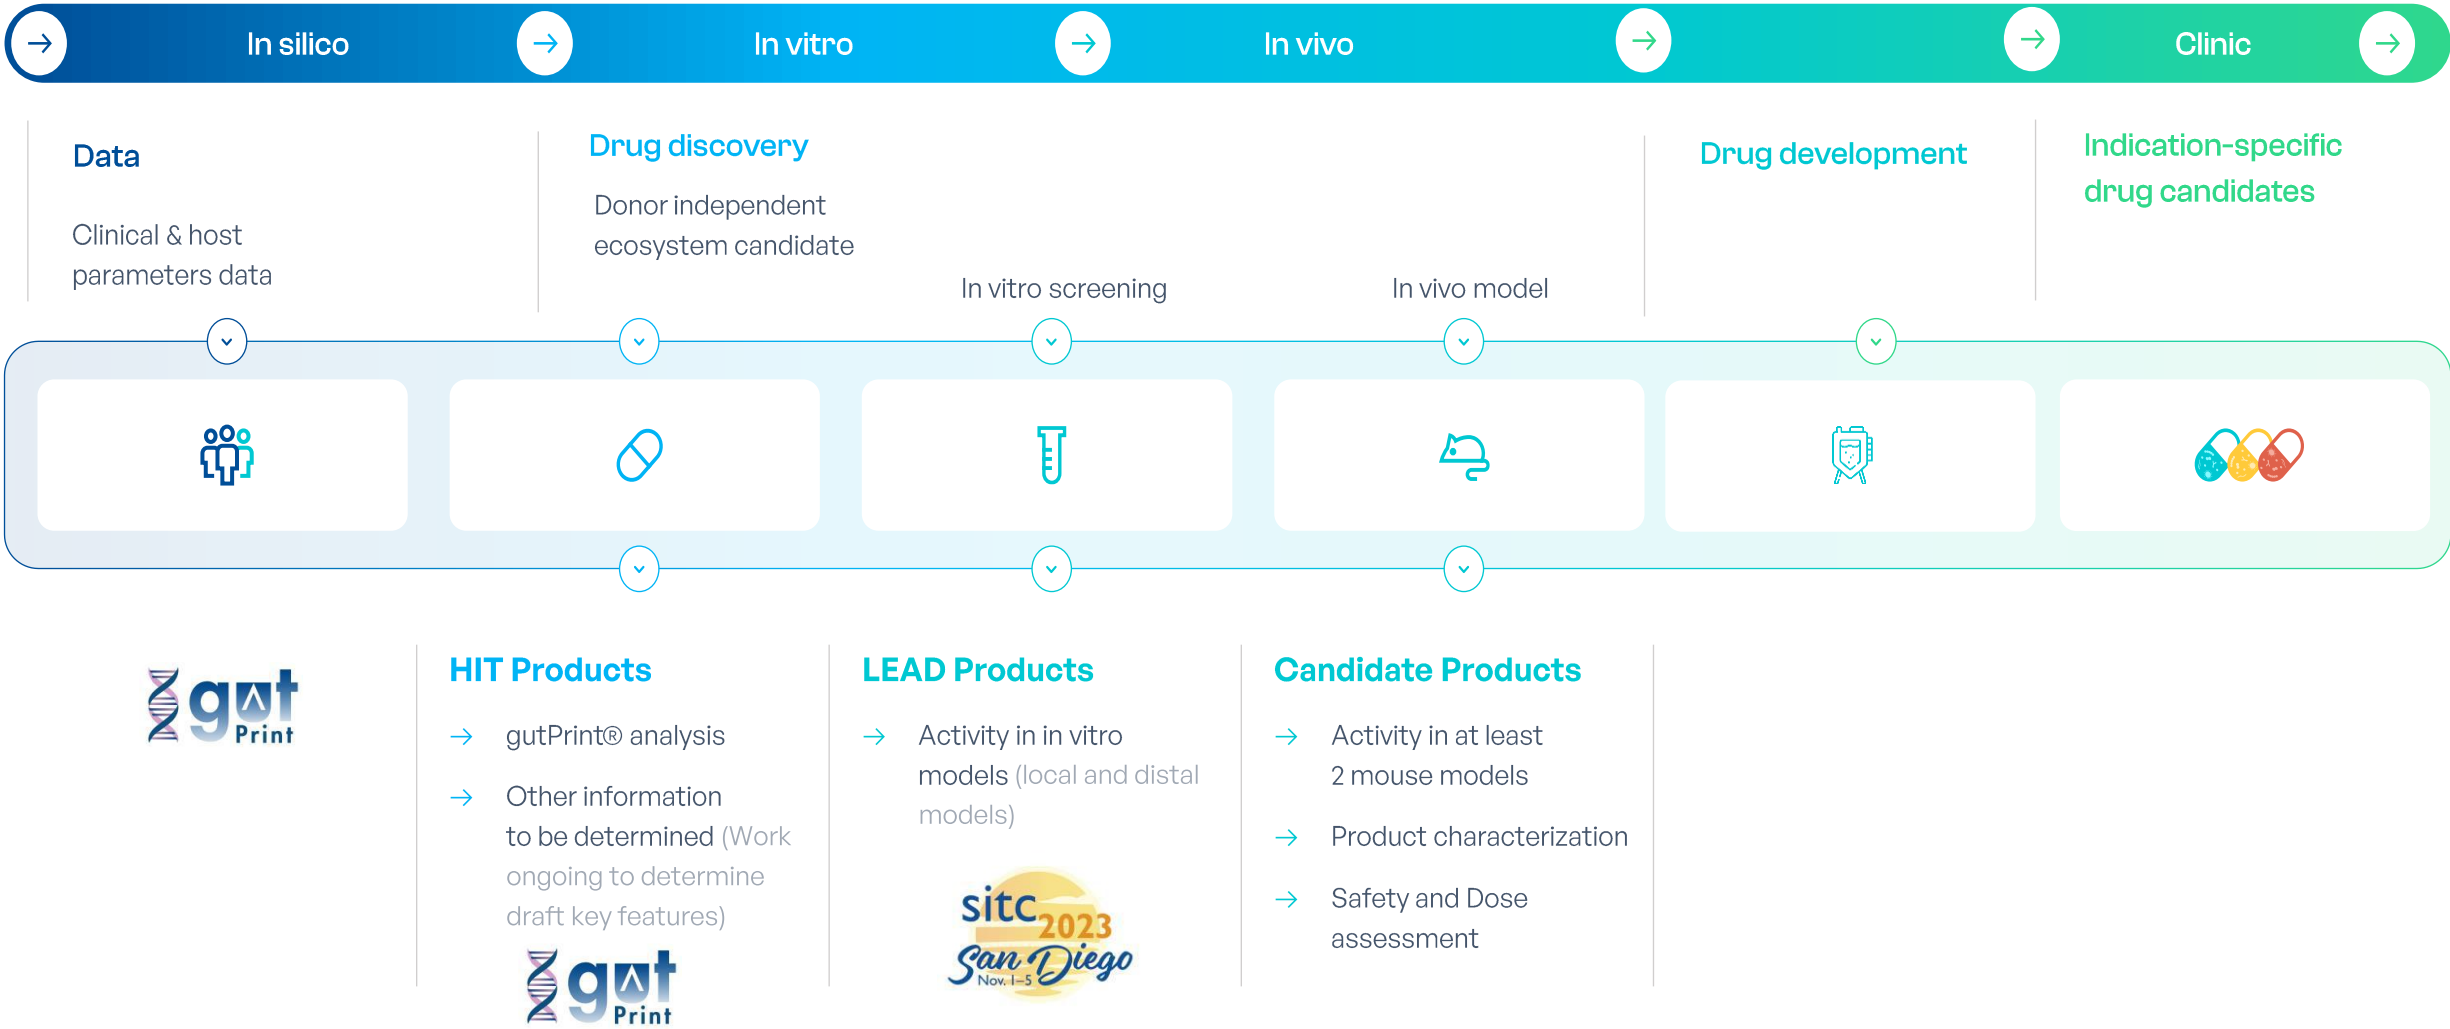 In silico
In vitro
In vivo
Clinic
Data
Clinical & host
parameters data
Drug discovery
Donor independent
ecosystem candidate
In vitro screening
In vivo model
Drug development
Indication-specific
drug candidates
gut
Print
HIT Products
gutPrint® analysis
Other information
to be determined (Work
ongoing to determine
draft key features)
gut
Print
LEAD Products
Activity in in vitro
models (local and distal
models)
sitc
2023
San Diego
Nov. 1–5
Candidate Products
Activity in at least
2 mouse models
Product characterization
Safety and Dose
assessment